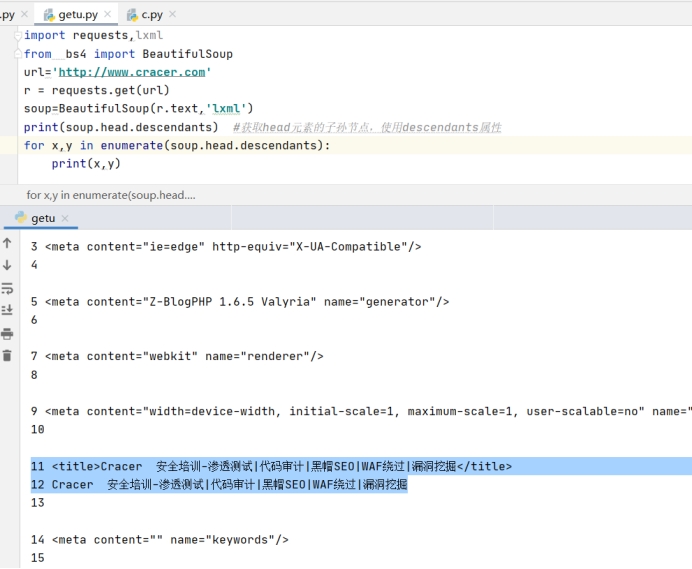 .py
getu.py
c.py
import requests,lxml
from bs4 import BeautifulSoup
url='http://www.cracer.com'
r = requests.get(url)
soup=BeautifulSoup(r.text,'lxml')
print(soup.head.descendants)  #获取head元素的子孙节点，使用descendants属性
for x,y in enumerate(soup.head.descendants):
    print(x,y)
for x,y in enumerate(soup.head....
getu
3 <meta content="ie=edge" http-equiv="X-UA-Compatible"/>
4
5 <meta content="Z-BlogPHP 1.6.5 Valyria" name="generator"/>
6
7 <meta content="webkit" name="renderer"/>
8
9 <meta content="width=device-width, initial-scale=1, maximum-scale=1, user-scalable=no" name="
10
11 <title>Cracer  安全培训-渗透测试|代码审计|黑帽SEO|WAF绕过|漏洞挖掘</title>
12 Cracer  安全培训-渗透测试|代码审计|黑帽SEO|WAF绕过|漏洞挖掘
13
14 <meta content="" name="keywords"/>
15